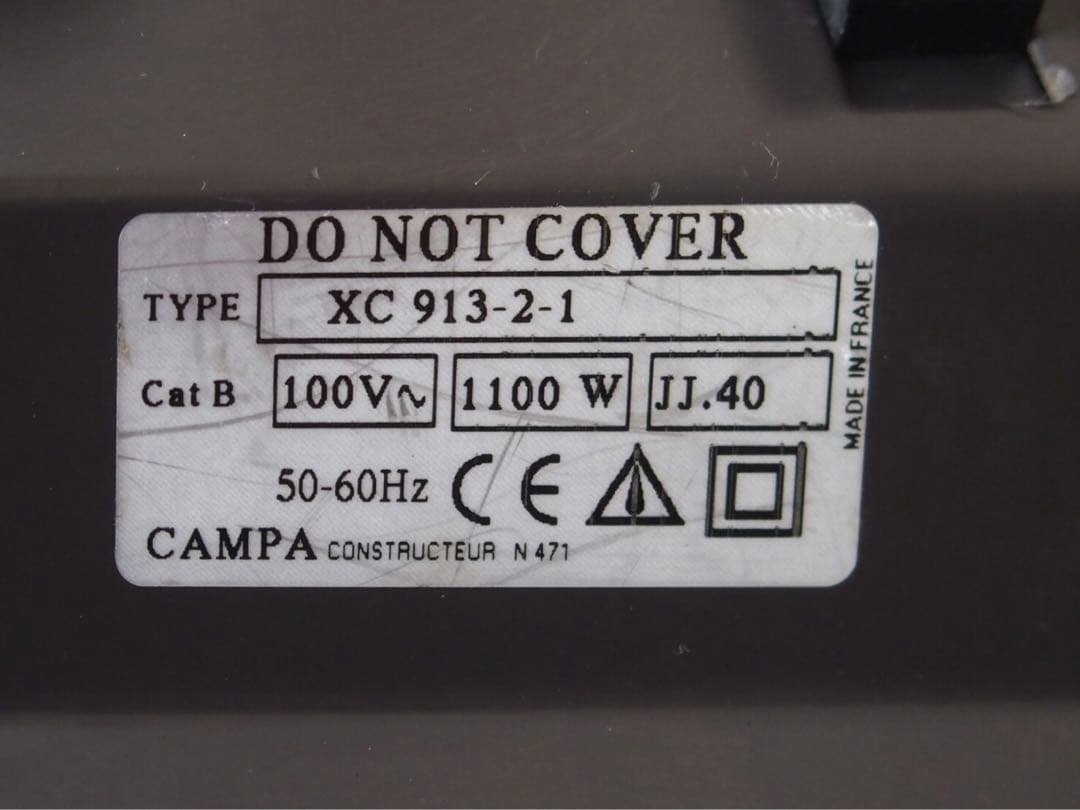 DO NOT COVER
TYPE XC 913-2-1
Cat B 100V~ 1100 W JJ.40
50-60Hz CE
CAMPA CONSTRUCTEUR N 471
MADE IN FRANCE